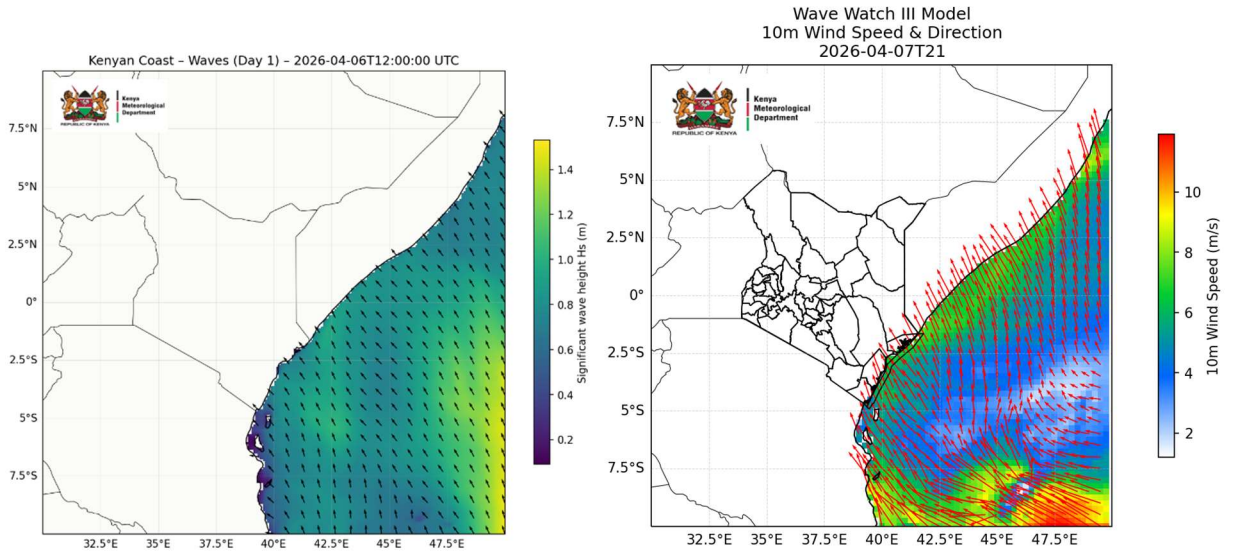 Kenyan Coast – Waves (Day 1) – 2026-04-06T12:00:00 UTC
Kenya
Meteorological
Department
REPUBLIC OF KENYA
7.5°N
5°N
2.5°N
0°
2.5°S
5°S
7.5°S
32.5°E 35°E 37.5°E 40°E 42.5°E 45°E 47.5°E
1.4
1.2
1.0
0.8
0.6
0.4
0.2
Significant wave height Hs (m)
Wave Watch III Model
10m Wind Speed & Direction
2026-04-07T21
Kenya
Meteorological
Department
REPUBLIC OF KENYA
7.5°N
5°N
2.5°N
0°
2.5°S
5°S
7.5°S
32.5°E 35°E 37.5°E 40°E 42.5°E 45°E 47.5°E
10
8
6
4
2
10m Wind Speed (m/s)